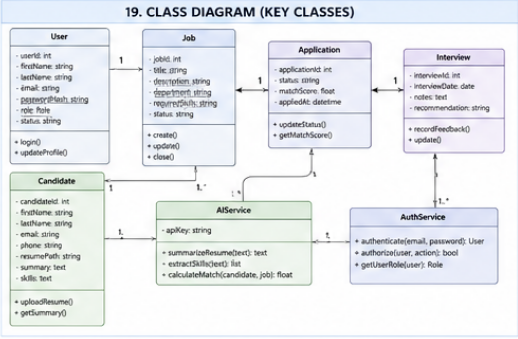 19. CLASS DIAGRAM (KEY CLASSES)
User
- userId: int
- firstName: string
- lastName: string
- email: string
- passwordHash: string
- role: Role
- status: string
+ login()
+ updateProfile()
1
Job
- jobId: int
- title: string
- description: string
- department: string
- requiredSkills: string
- status: string
+ create()
+ update()
+ close()
1
Application
- applicationId: int
- status: string
- matchScore: float
- appliedAt: datetime
+ updateStatus()
+ getMatchScore()
1
Interview
- interviewId: int
- interviewDate: date
- notes: text
- recommendation: string
+ recordFeedback()
+ update()
Candidate
- candidateId: int
- firstName: string
- lastName: string
- email: string
- phone: string
- resumePath: string
- summary: text
- skills: text
+ uploadResume()
+ getSummary()
1
1..*
AIService
- apiKey: string
+ summarizeResume(text): text
+ extractSkills(text): list
+ calculateMatch(candidate, job): float
1..*
AuthService
+ authenticate(email, password): User
+ authorize(user, action): bool
+ getUserRole(user): Role